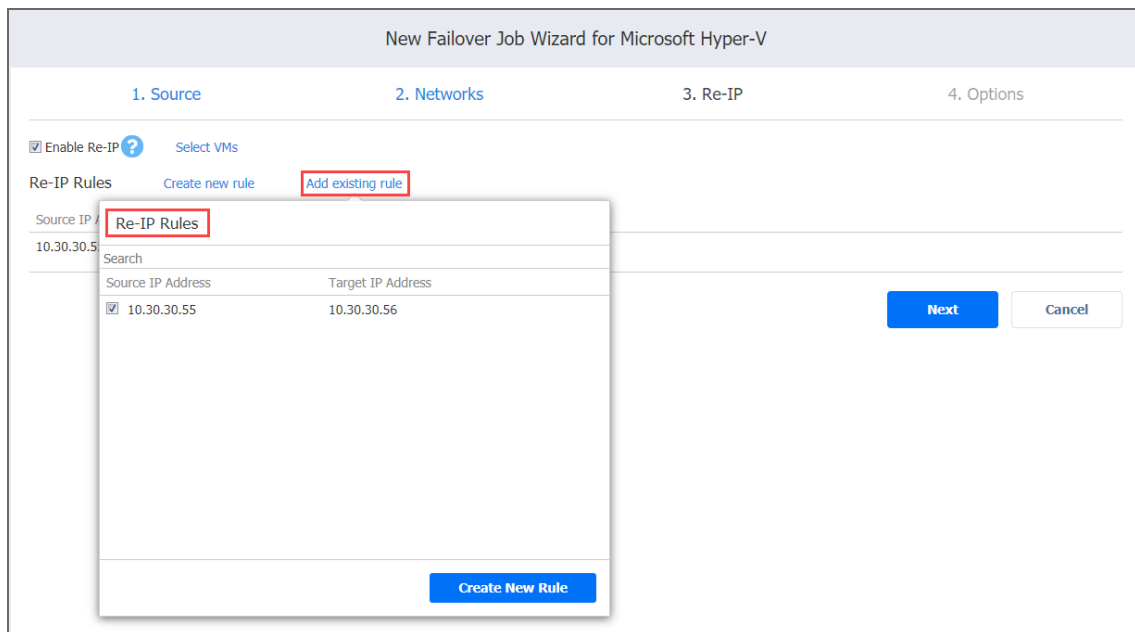 New Failover Job Wizard for Microsoft Hyper-V
1. Source 2. Networks 3. Re-IP 4. Options
Enable Re-IP ? Select VMs
Re-IP Rules Create new rule Add existing rule
Source IP
Re-IP Rules
10.30.30.5
Search
Source IP Address Target IP Address
10.30.30.55 10.30.30.56
Next Cancel
Create New Rule